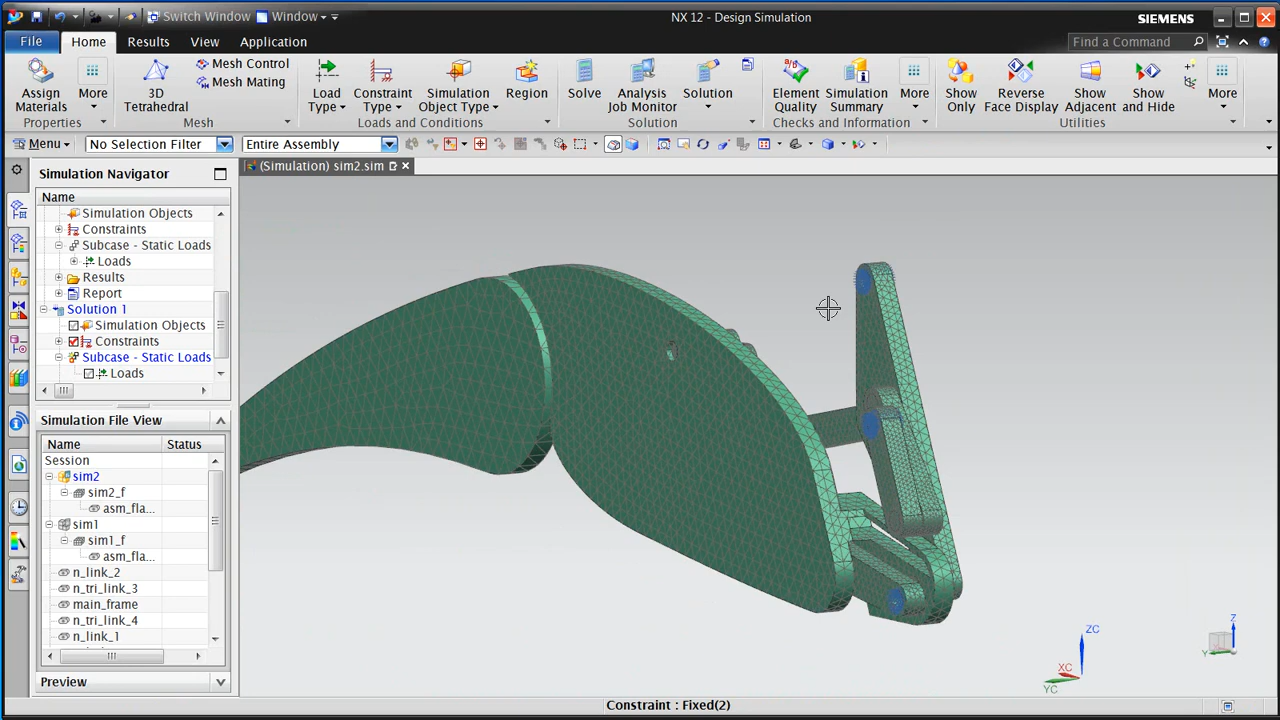 Switch Window Window NX 12 - Design Simulation SIEMENS
File Home Results View Application Find a Command
Assign Materials
More
Properties
3D Tetrahedral
Mesh Control
Mesh Mating
Mesh
Load Type
Constraint Type
Simulation Object Type
Region
Loads and Conditions
Solve
Analysis Job Monitor
Solution
Solution
Element Quality
Simulation Summary
More
Checks and Information
Show Only
Reverse Face Display
Show Adjacent
Show and Hide
More
Utilities
Menu No Selection Filter Entire Assembly
Simulation Navigator
(Simulation) sim2.sim
Name
Simulation Objects
Constraints
Subcase - Static Loads
Loads
Results
Report
Solution 1
Simulation Objects
Constraints
Subcase - Static Loads
Loads
Simulation File View
Name Status
Session
sim2
sim2_f
asm_fla...
sim1
sim1_f
asm_fla...
n_link_2
n_tri_link_3
main_frame
n_tri_link_4
n_link_1
Preview
ZC
XC
YC
Z
Y
Constraint : Fixed(2)